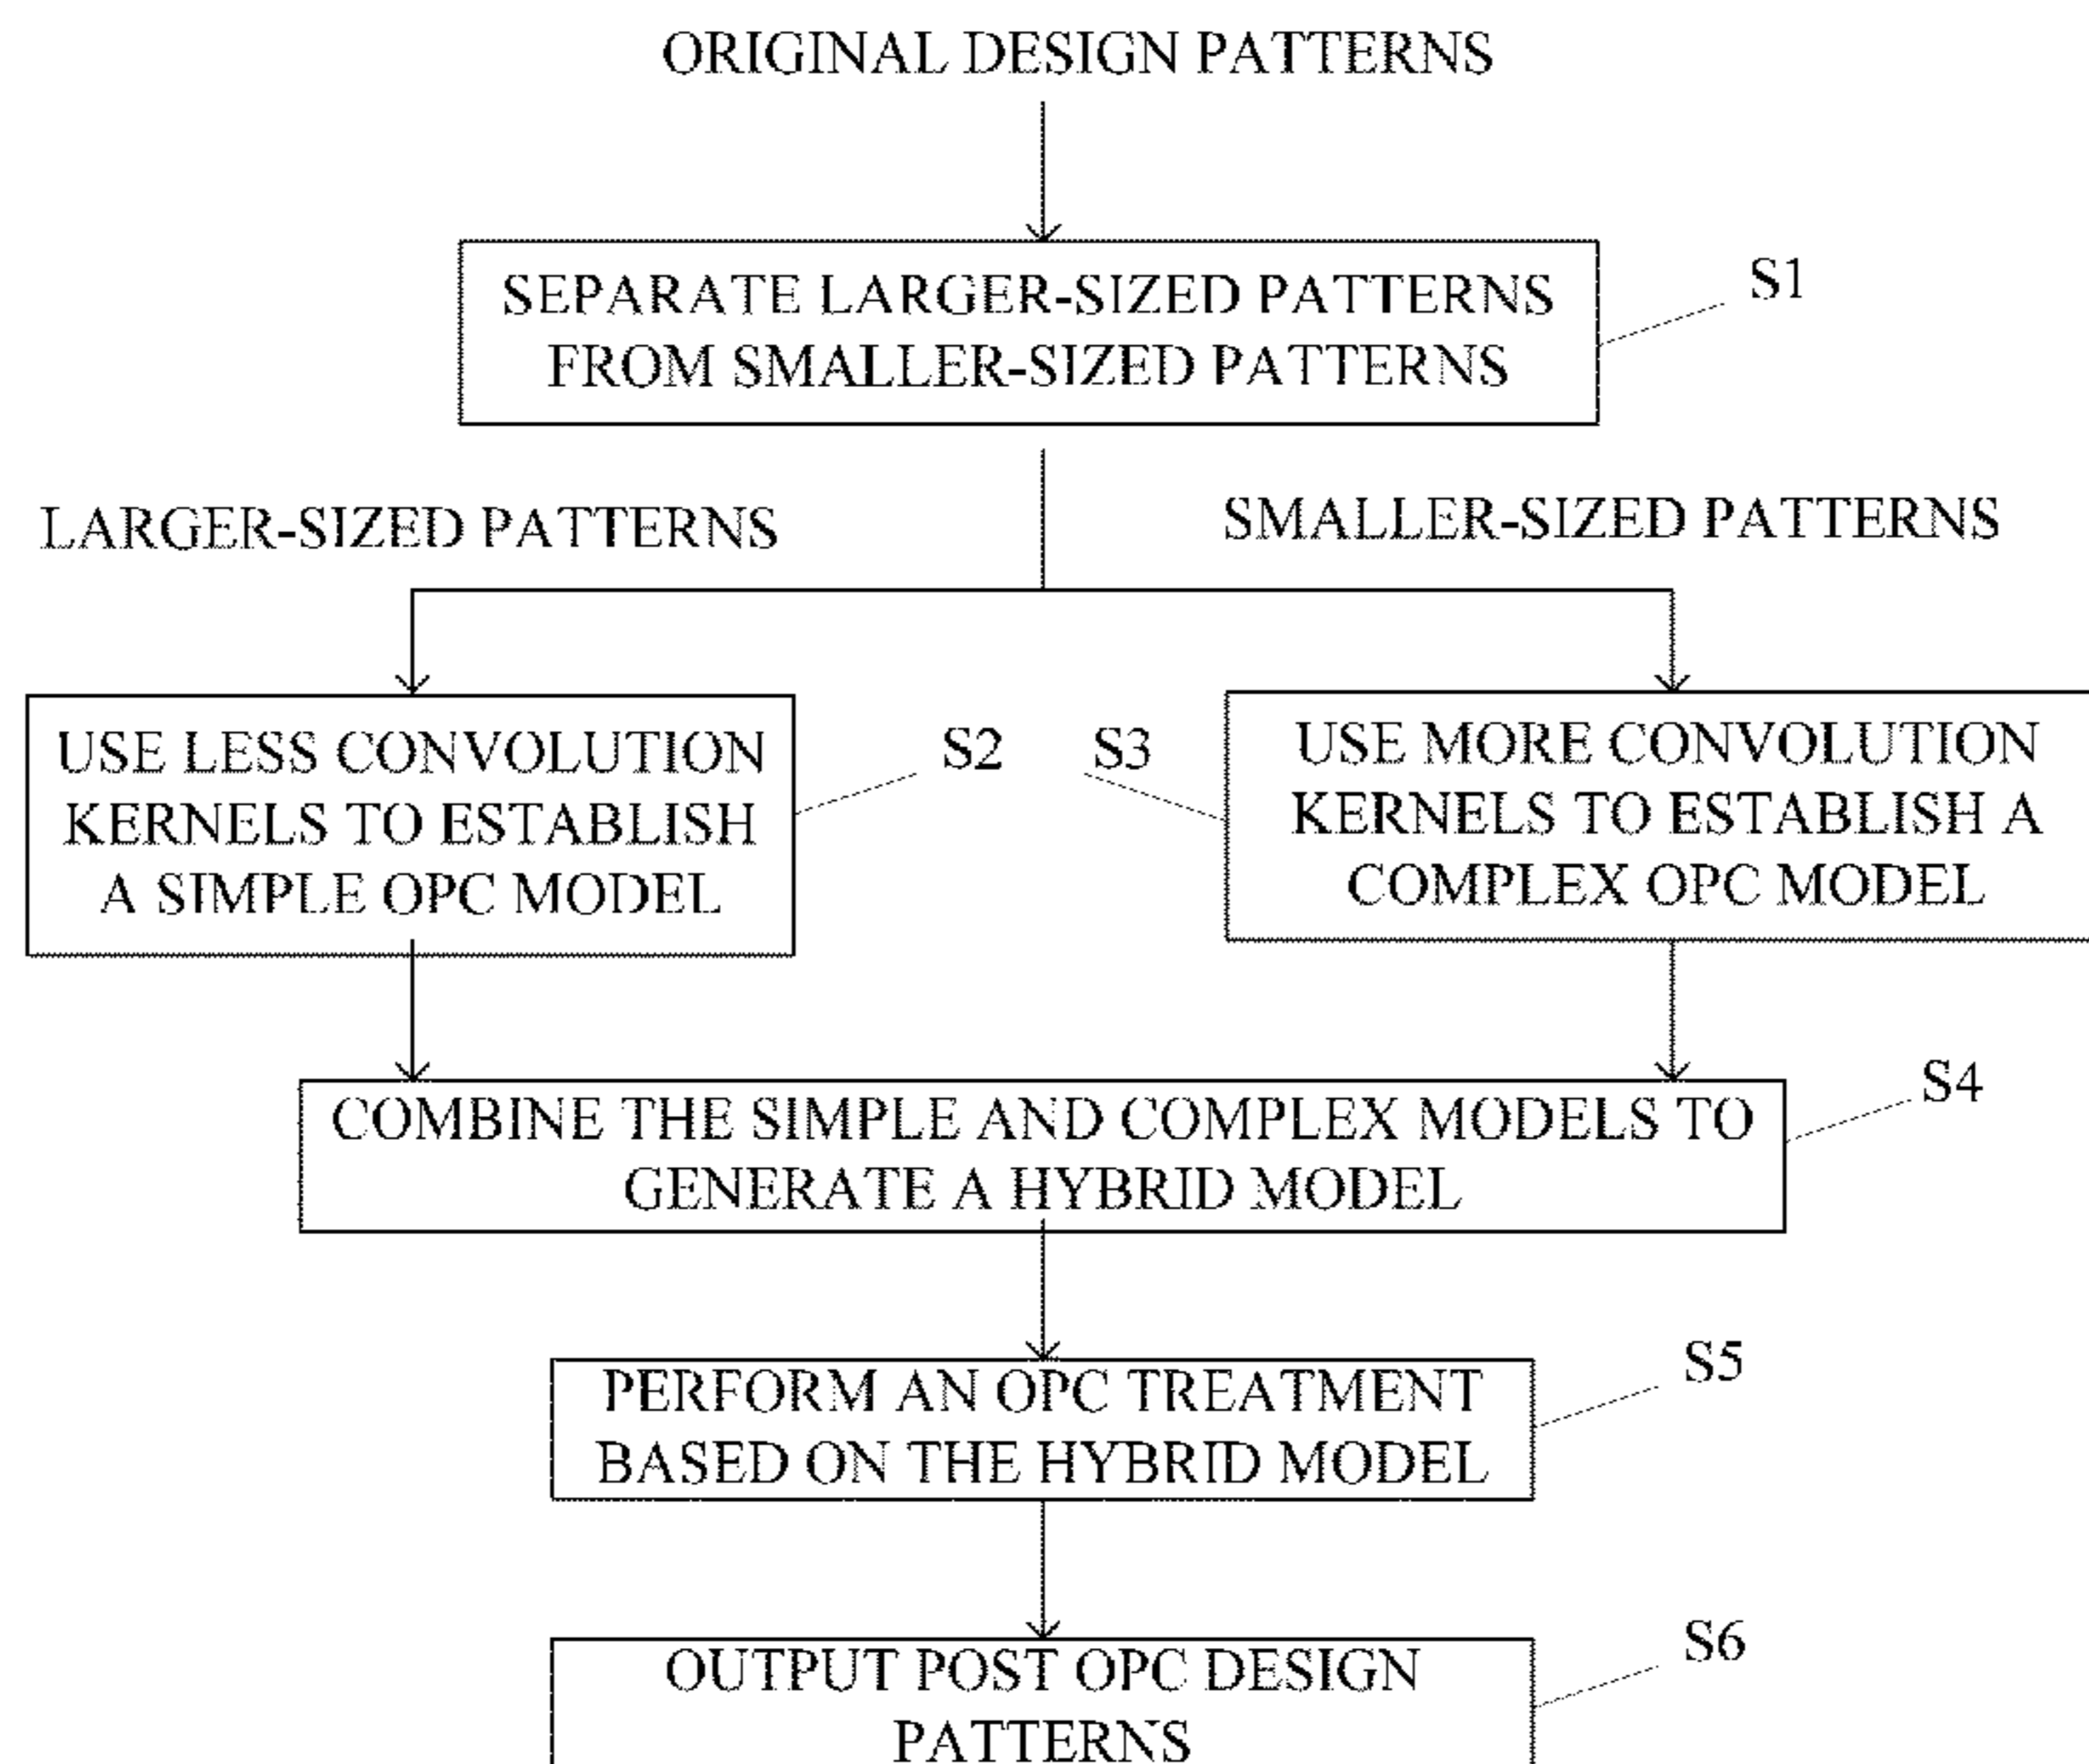 ORIGINAL DESIGN PATTERNS
SEPARATE LARGER-SIZED PATTERNS
FROM SMALLER-SIZED PATTERNS
S1
LARGER-SIZED PATTERNS
SMALLER-SIZED PATTERNS
USE LESS CONVOLUTION
KERNELS TO ESTABLISH
A SIMPLE OPC MODEL
S2
S3
USE MORE CONVOLUTION
KERNELS TO ESTABLISH A
COMPLEX OPC MODEL
COMBINE THE SIMPLE AND COMPLEX MODELS TO
GENERATE A HYBRID MODEL
S4
PERFORM AN OPC TREATMENT
BASED ON THE HYBRID MODEL
S5
OUTPUT POST OPC DESIGN
PATTERNS
S6